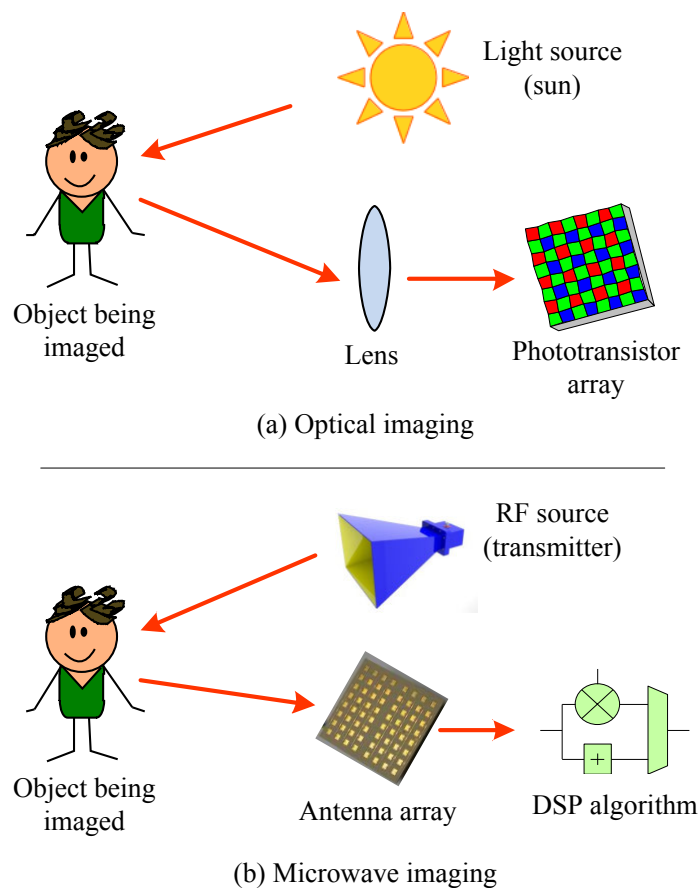 Light source
(sun)
Object being
imaged
Lens
Phototransistor
array
(a) Optical imaging
RF source
(transmitter)
Object being
imaged
Antenna array
+
DSP algorithm
(b) Microwave imaging